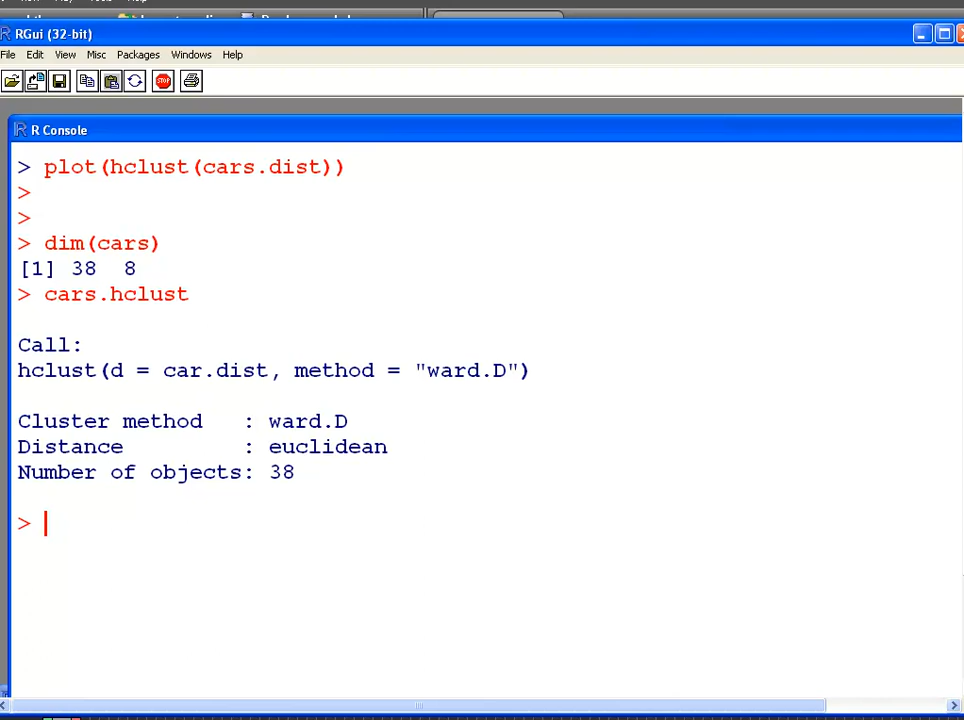 RGui (32-bit)
File Edit View Misc Packages Windows Help
R Console
> plot(hclust(cars.dist))
>
>
> dim(cars)
[1] 38 8
> cars.hclust
Call:
hclust(d = car.dist, method = "ward.D")
Cluster method : ward.D
Distance : euclidean
Number of objects: 38
>